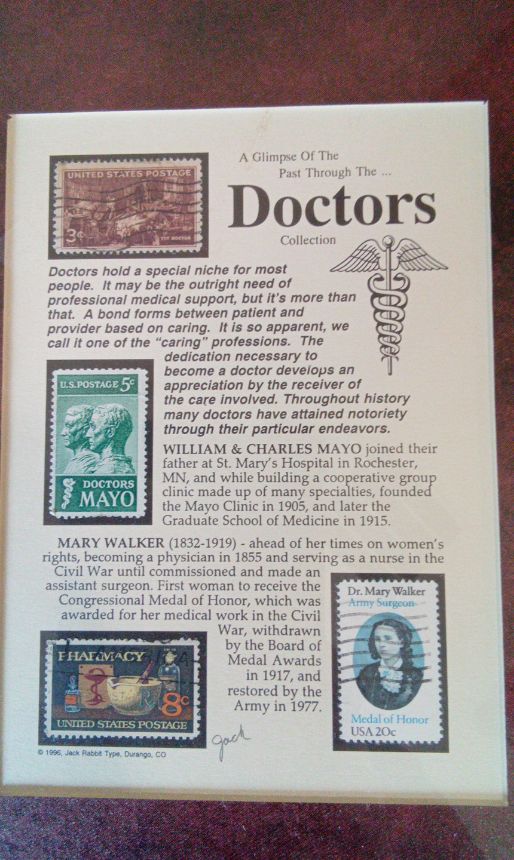 A Glimpse Of The
Past Through The ...
Doctors
Collection
UNITED STATES POSTAGE
3¢
THE DOCTOR
Doctors hold a special niche for most
people. It may be the outright need of
professional medical support, but it's more than
that. A bond forms between patient and
provider based on caring. It is so apparent, we
call it one of the "caring" professions. The
dedication necessary to
become a doctor develops an
appreciation by the receiver of
the care involved. Throughout history
many doctors have attained notoriety
through their particular endeavors.
U.S. POSTAGE 5¢
DOCTORS
MAYO
WILLIAM & CHARLES MAYO joined their
father at St. Mary's Hospital in Rochester,
MN, and while building a cooperative group
clinic made up of many specialties, founded
the Mayo Clinic in 1905, and later the
Graduate School of Medicine in 1915.
MARY WALKER (1832-1919) - ahead of her times on women's
rights, becoming a physician in 1855 and serving as a nurse in the
Civil War until commissioned and made an
assistant surgeon. First woman to receive the
Congressional Medal of Honor, which was
awarded for her medical work in the Civil
War, withdrawn
by the Board of
Medal Awards
in 1917, and
restored by the
Army in 1977.
Dr. Mary Walker
Army Surgeon
Medal of Honor
USA 20c
PHARMACY
8¢
UNITED STATES POSTAGE
Jack
© 1996, Jack Rabbit Type, Durango, CO